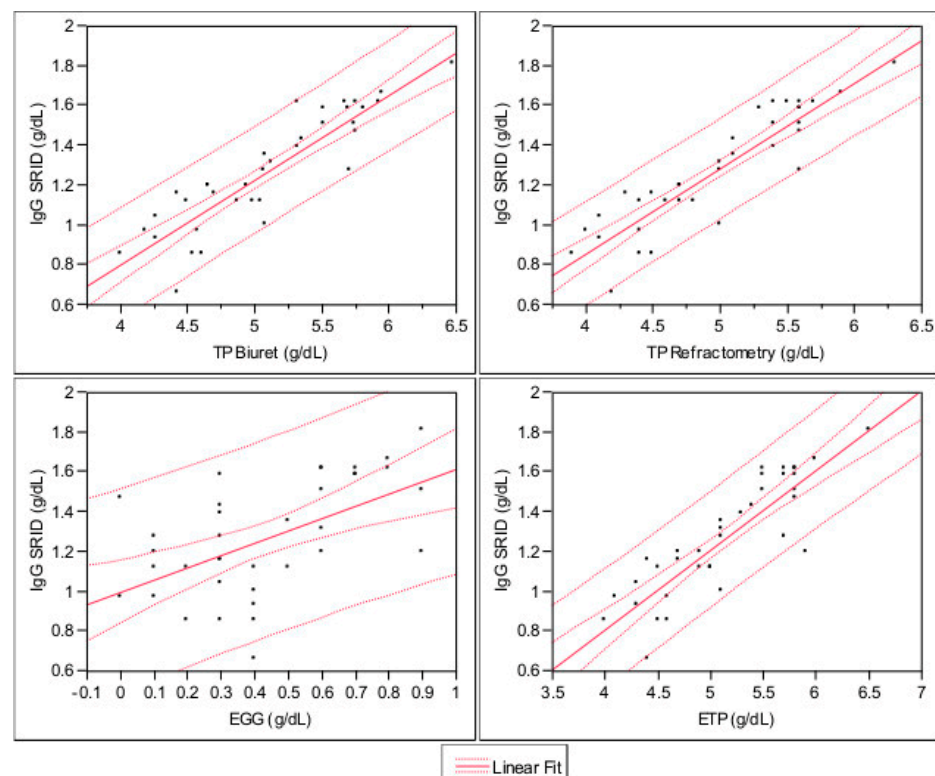 2
1.8
1.6
1.4
1.2
1
0.8
0.6
IgG SRID (g/dL)
4 4.5 5 5.5 6 6.5
TP Biuret (g/dL)
2
1.8
1.6
1.4
1.2
1
0.8
0.6
IgG SRID (g/dL)
4 4.5 5 5.5 6 6.5
TP Refractometry (g/dL)
2
1.8
1.6
1.4
1.2
1
0.8
0.6
IgG SRID (g/dL)
-0.1 0 0.1 0.2 0.3 0.4 0.5 0.6 0.7 0.8 0.9 1
EGG (g/dL)
2
1.8
1.6
1.4
1.2
1
0.8
0.6
IgG SRID (g/dL)
3.5 4 4.5 5 5.5 6 6.5 7
ETP (g/dL)
Linear Fit